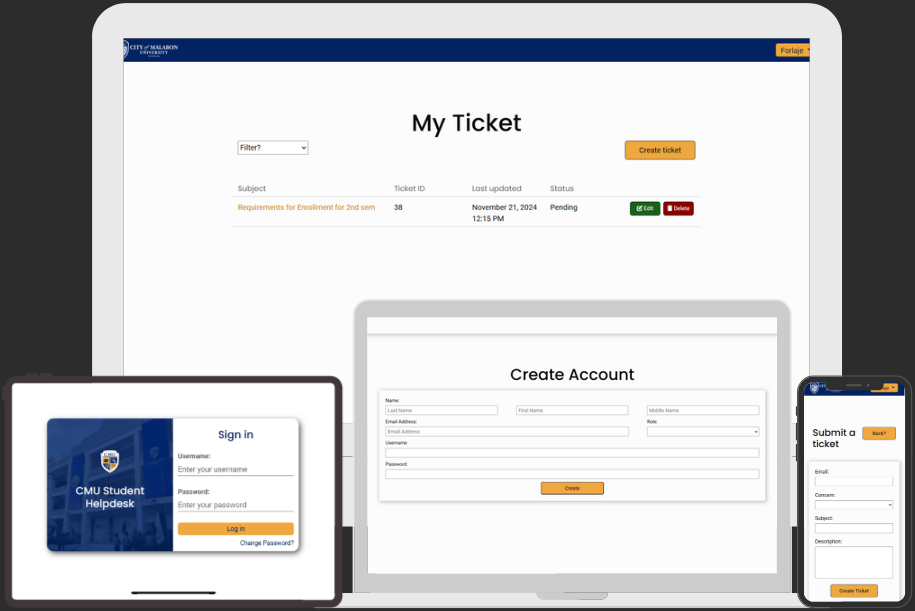 CITY of MALABON
UNIVERSITY
Forlaje
My Ticket
Filter?
Create ticket
Subject Ticket ID Last updated Status
Requirements for Enrollment for 2nd sem 38 November 21, 2024 Pending Edit Delete
12:15 PM
Create Account
Name:
Last Name First Name Middle Name
Email Address: Role:
Email Address
Username
Password:
Create
CMU
CMU Student
Helpdesk
Sign in
Username:
Enter your username
Password:
Enter your password
Log in
Change Password?
Submit a
ticket
Back?
Email:
Concern:
Subject:
Description:
Create Ticket